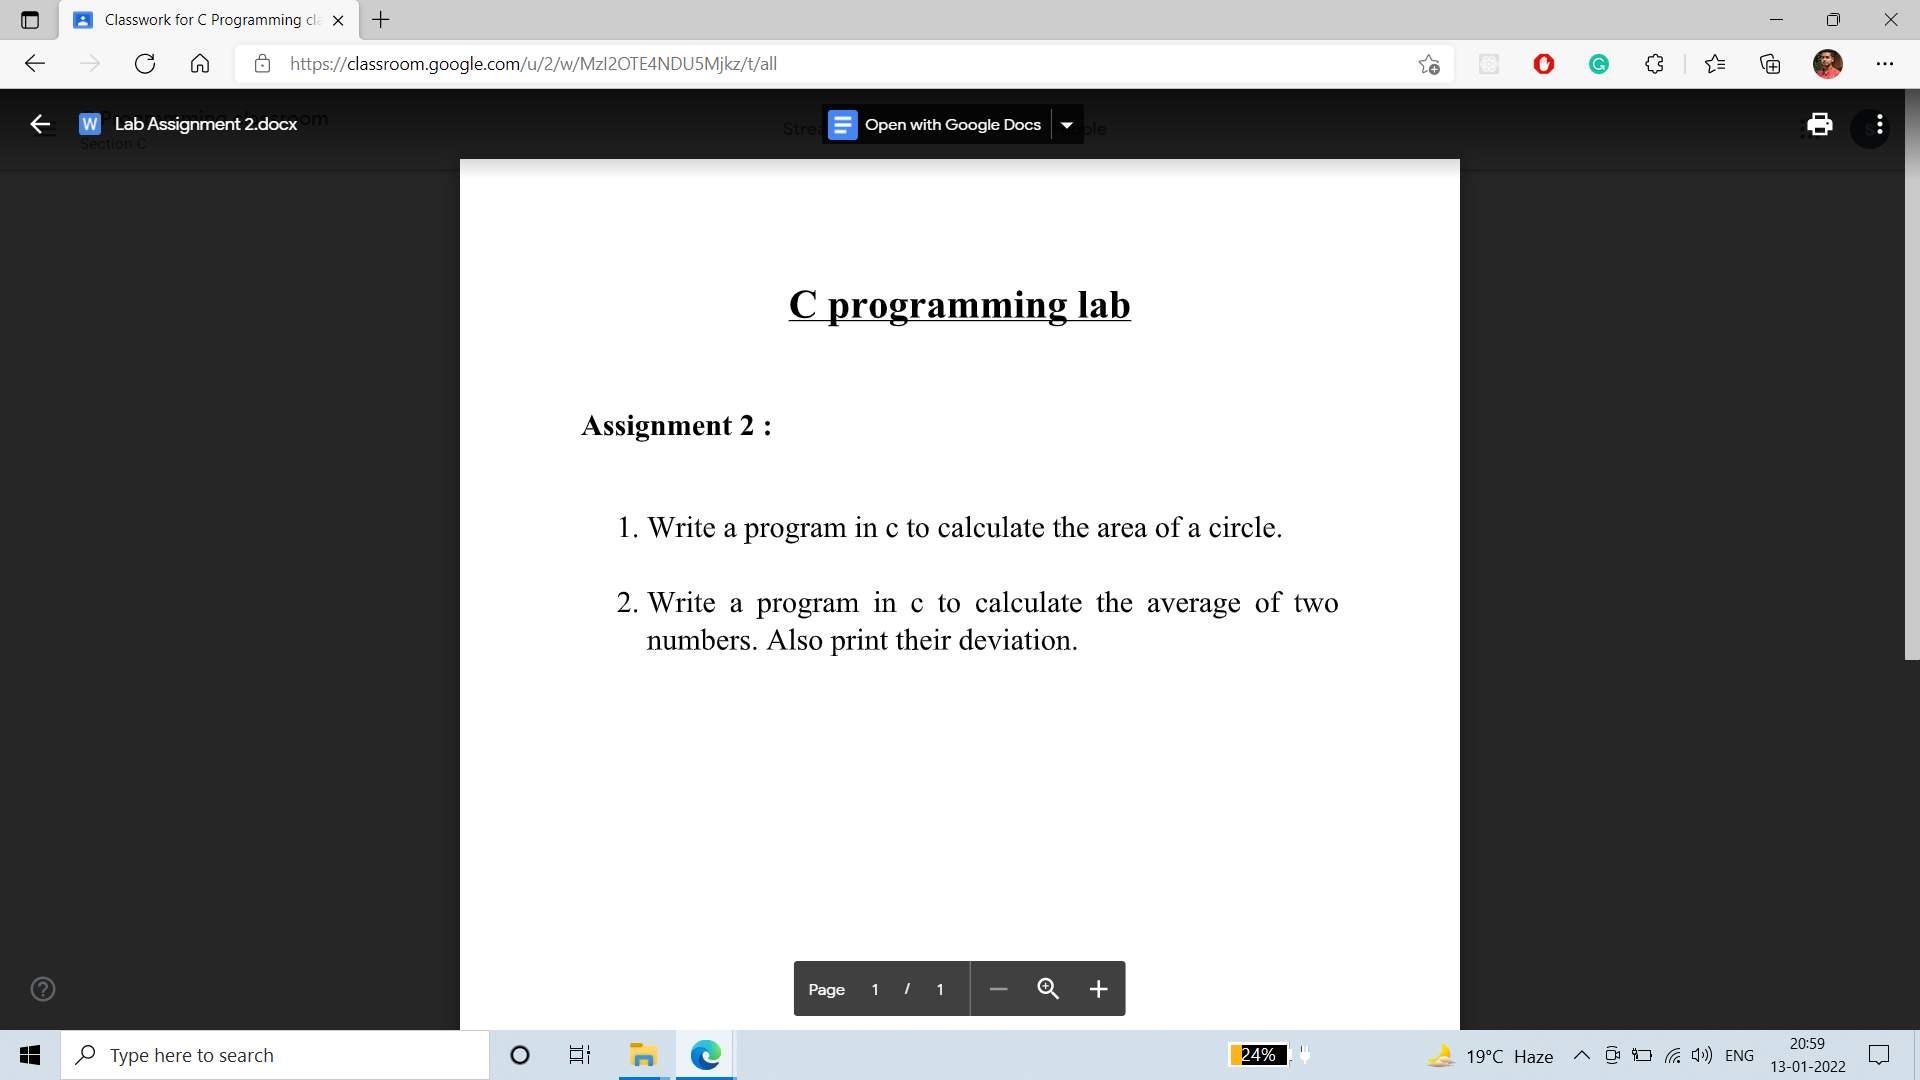 Classwork for C Programming cla
https://classroom.google.com/u/2/w/MzI2OTE4NDU5Mjkz/t/all
Lab Assignment 2.docx
Open with Google Docs
Section C
C programming lab
Assignment 2 :
1. Write a program in c to calculate the area of a circle.
2. Write a program in c to calculate the average of two
numbers. Also print their deviation.
Page 1 / 1
Type here to search
24%
19°C Haze
ENG
20:59
13-01-2022